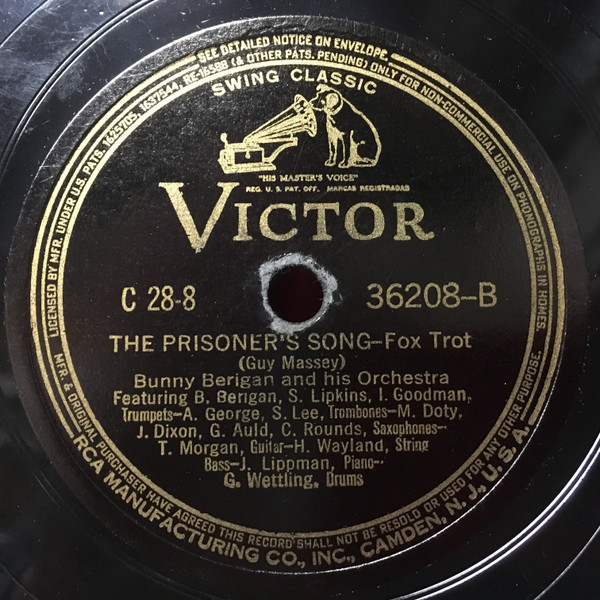 SEE DETAILED NOTICE ON ENVELOPE.
LICENSED BY MFR. UNDER U.S. PATS. 1625705, 1637544, RE-16588 (& OTHER PATS. PENDING) ONLY FOR NON-COMMERCIAL USE ON PHONOGRAPHS IN HOMES.
SWING CLASSIC
"HIS MASTER'S VOICE"
REG. U. S. PAT. OFF. MARCAS REGISTRADAS
VICTOR
C 28-8
36208-B
THE PRISONER'S SONG-Fox Trot
(Guy Massey)
Bunny Berigan and his Orchestra
Featuring B. Berigan, S. Lipkins, I. Goodman,
Trumpets-A. George, S. Lee, Trombones-M. Doty,
J. Dixon, G. Auld, C. Rounds, Saxophones-
T. Morgan, Guitar-H. Wayland, String
Bass-J. Lippman, Piano-
G. Wettling, Drums
MFR. & ORIGINAL PURCHASER HAVE AGREED THIS RECORD SHALL NOT BE RESOLD OR USED FOR ANY OTHER PURPOSE.
RCA MANUFACTURING CO., INC., CAMDEN, N. J., U. S. A.